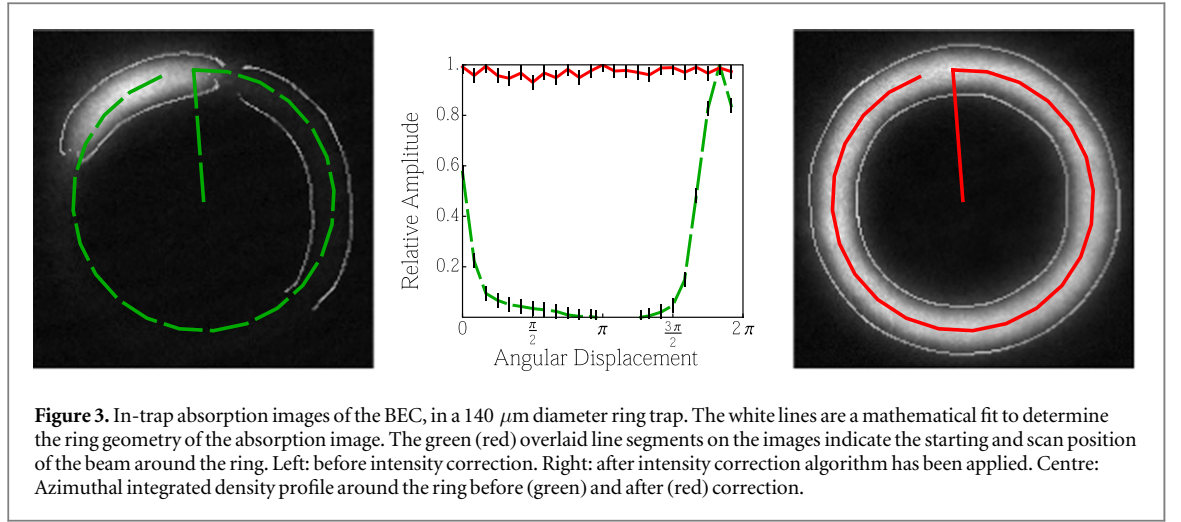 1.
0.8
0.6
0.4
0.2
Relative Amplitude
0 π/2 π 3π/2 2π
Angular Displacement
Figure 3. In-trap absorption images of the BEC, in a 140 μm diameter ring trap. The white lines are a mathematical fit to determine
the ring geometry of the absorption image. The green (red) overlaid line segments on the images indicate the starting and scan position
of the beam around the ring. Left: before intensity correction. Right: after intensity correction algorithm has been applied. Centre:
Azimuthal integrated density profile around the ring before (green) and after (red) correction.